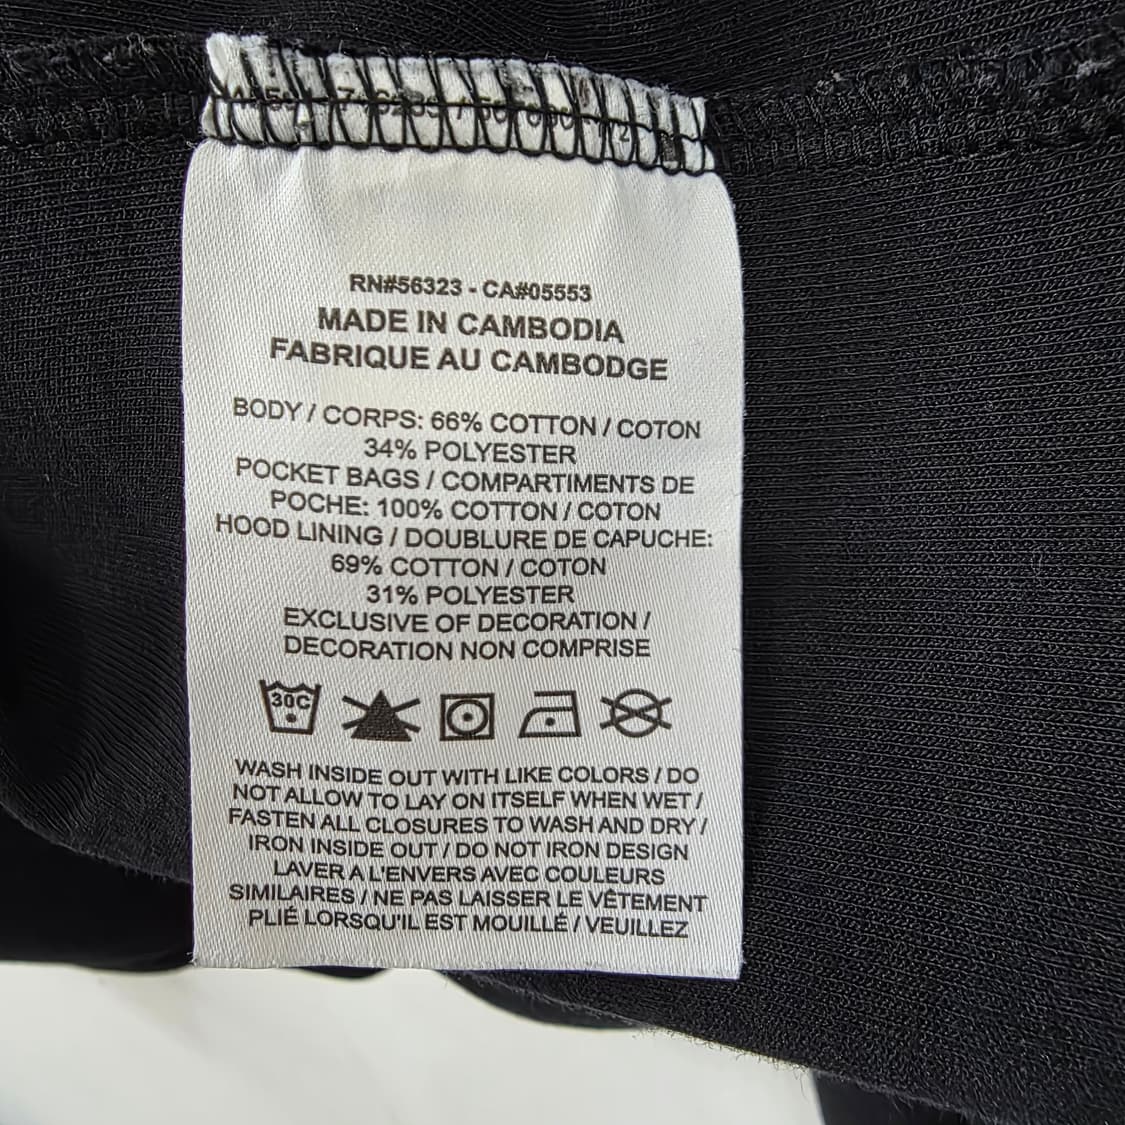 RN#56323 - CA#05553
MADE IN CAMBODIA
FABRIQUE AU CAMBODGE
BODY / CORPS: 66% COTTON / COTON
34% POLYESTER
POCKET BAGS / COMPARTIMENTS DE
POCHE: 100% COTTON / COTON
HOOD LINING / DOUBLURE DE CAPUCHE:
69% COTTON / COTON
31% POLYESTER
EXCLUSIVE OF DECORATION /
DECORATION NON COMPRISE
30C
WASH INSIDE OUT WITH LIKE COLORS / DO
NOT ALLOW TO LAY ON ITSELF WHEN WET /
FASTEN ALL CLOSURES TO WASH AND DRY /
IRON INSIDE OUT / DO NOT IRON DESIGN
LAVER A L'ENVERS AVEC COULEURS
SIMILAIRES / NE PAS LAISSER LE VÊTEMENT
PLIÉ LORSQU'IL EST MOUILLÉ / VEUILLEZ